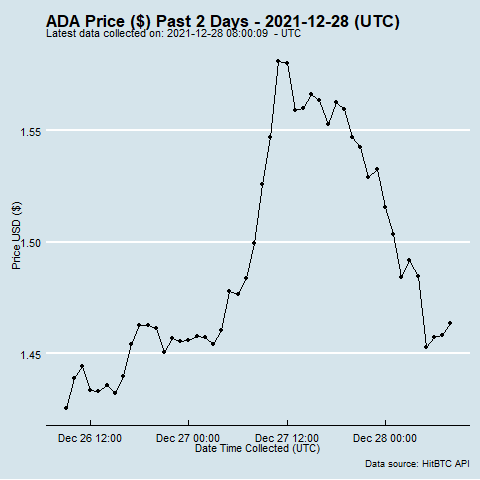 ADA Price ($) Past 2 Days - 2021-12-28 (UTC)
Latest data collected on: 2021-12-28 08:00:09 - UTC
1.55
1.50
1.45
Price USD ($)
Dec 26 12:00 Dec 27 00:00 Dec 27 12:00 Dec 28 00:00
Date Time Collected (UTC)
Data source: HitBTC API